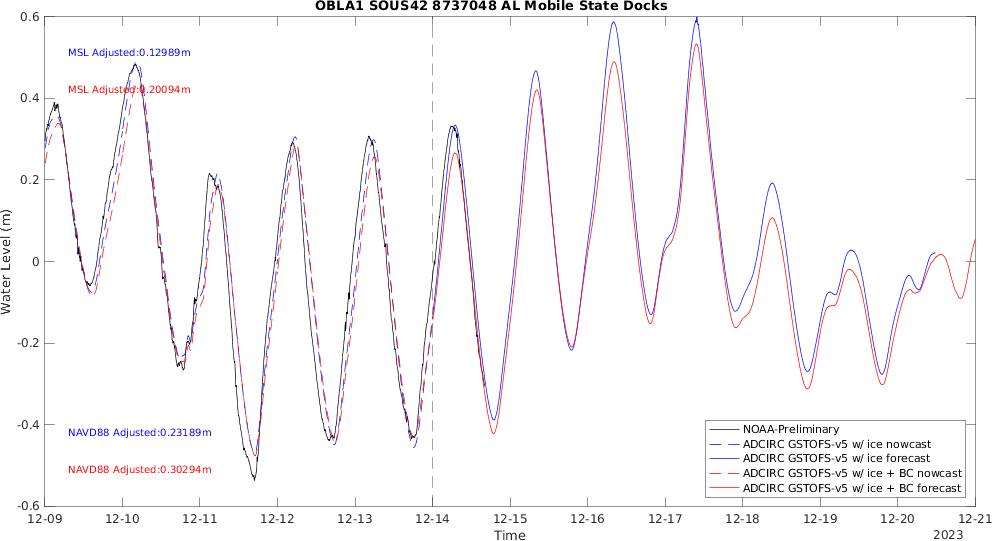 OBLA1 SOUS42 8737048 AL Mobile State Docks
0.6
0.4
0.2
0
-0.2
-0.4
-0.6
Water Level (m)
MSL Adjusted:0.12989m
MSL Adjusted:0.20094m
NAVD88 Adjusted:0.23189m
NAVD88 Adjusted:0.30294m
NOAA-Preliminary
ADCIRC GSTOFS-v5 w/ ice nowcast
ADCIRC GSTOFS-v5 w/ ice forecast
ADCIRC GSTOFS-v5 w/ ice + BC nowcast
ADCIRC GSTOFS-v5 w/ ice + BC forecast
12-09 12-10 12-11 12-12 12-13 12-14 12-15 12-16 12-17 12-18 12-19 12-20 12-21
Time
2023